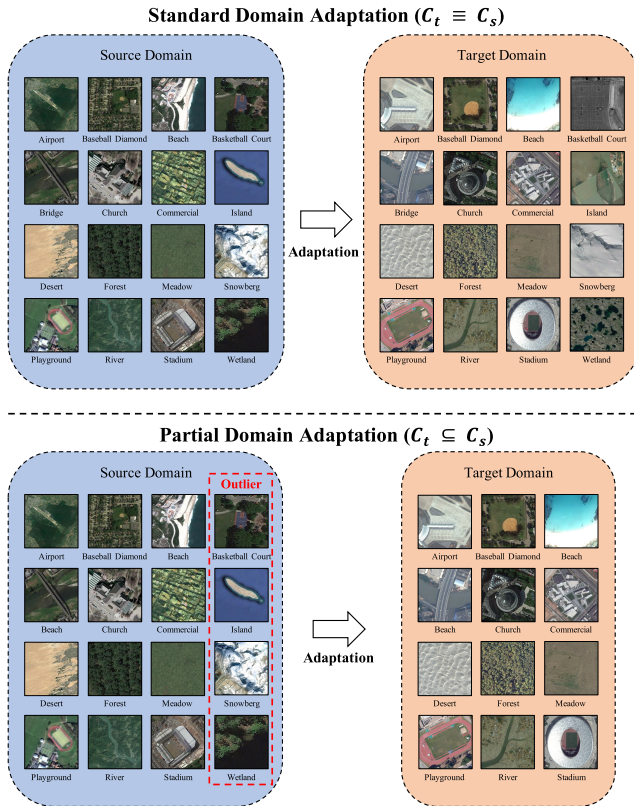 Standard Domain Adaptation (C_t ≡ C_s)
Source Domain
Airport Baseball Diamond Beach Basketball Court
Bridge Church Commercial Island
Desert Forest Meadow Snowberg
Playground River Stadium Wetland
Adaptation
Target Domain
Airport Baseball Diamond Beach Basketball Court
Bridge Church Commercial Island
Desert Forest Meadow Snowberg
Playground River Stadium Wetland
Partial Domain Adaptation (C_t ⊆ C_s)
Source Domain
Outlier
Airport Baseball Diamond Beach Basketball Court
Beach Church Commercial Island
Desert Forest Meadow Snowberg
Playground River Stadium Wetland
Adaptation
Target Domain
Airport Baseball Diamond Beach
Beach Church Commercial
Desert Forest Meadow
Playground River Stadium